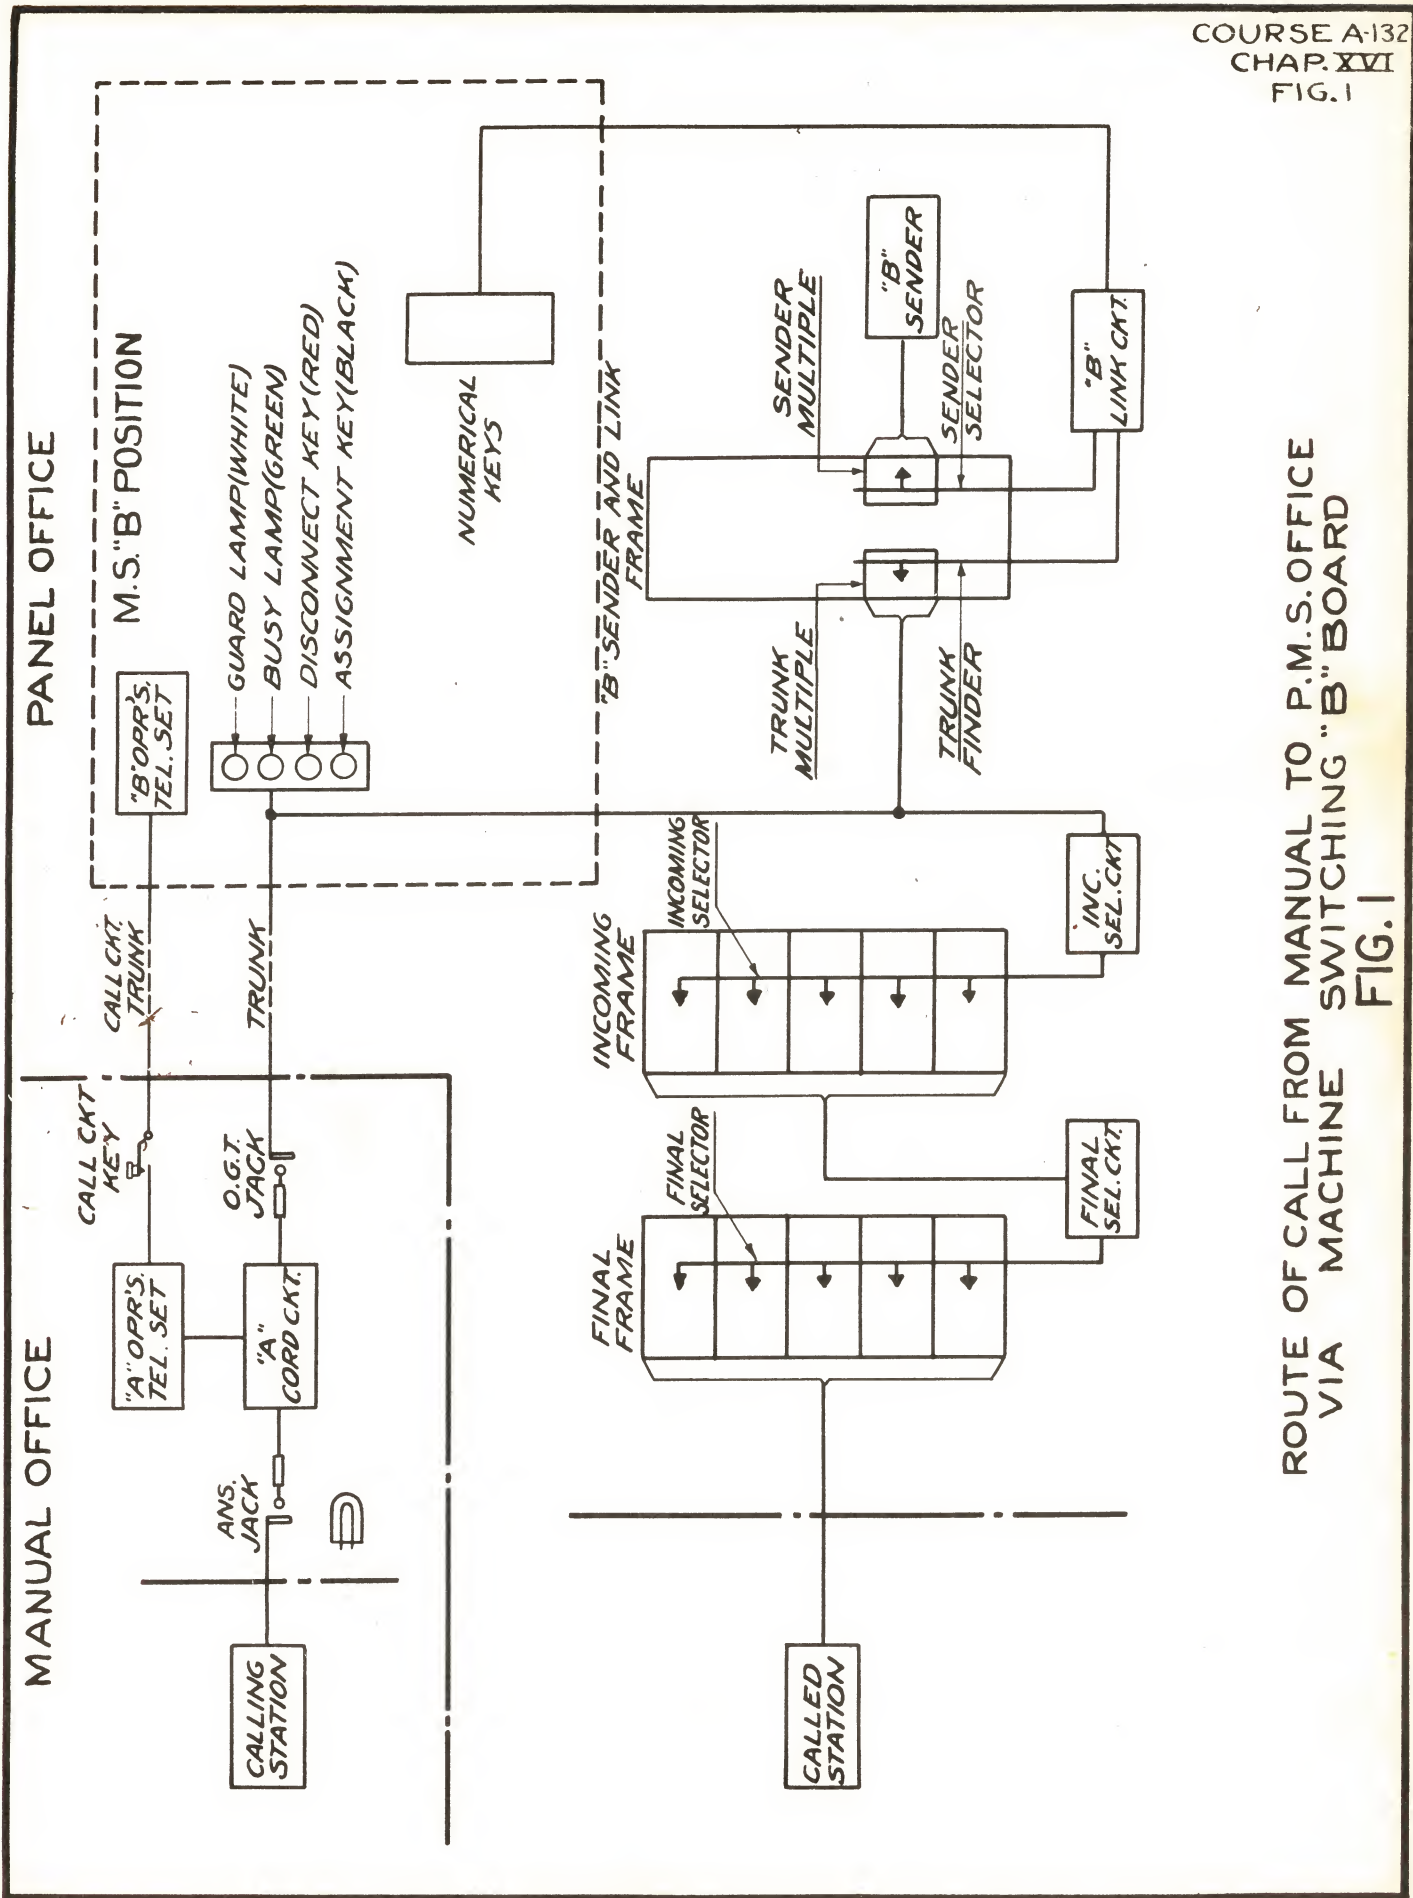 COURSE A-132
CHAP. XVI
FIG. 1
MANUAL OFFICE
PANEL OFFICE
CALL CKT
KEY
CALL CKT.
TRUNK
"A" OPR'S.
TEL. SET
"B" OPR'S.
TEL. SET
M.S. "B" POSITION
ANS.
JACK
"A"
CORD CKT.
O.G.T.
JACK
TRUNK
GUARD LAMP (WHITE)
BUSY LAMP (GREEN)
DISCONNECT KEY (RED)
ASSIGNMENT KEY (BLACK)
CALLING
STATION
NUMERICAL
KEYS
FINAL
FRAME
FINAL
SELECTOR
INCOMING
FRAME
INCOMING
SELECTOR
"B" SENDER AND LINK
FRAME
TRUNK
MULTIPLE
SENDER
MULTIPLE
"B"
SENDER
TRUNK
FINDER
SENDER
SELECTOR
CALLED
STATION
FINAL
SEL. CKT.
INC.
SEL. CKT
"B"
LINK CKT.
ROUTE OF CALL FROM MANUAL TO P.M.S. OFFICE
VIA MACHINE SWITCHING "B" BOARD
FIG. 1